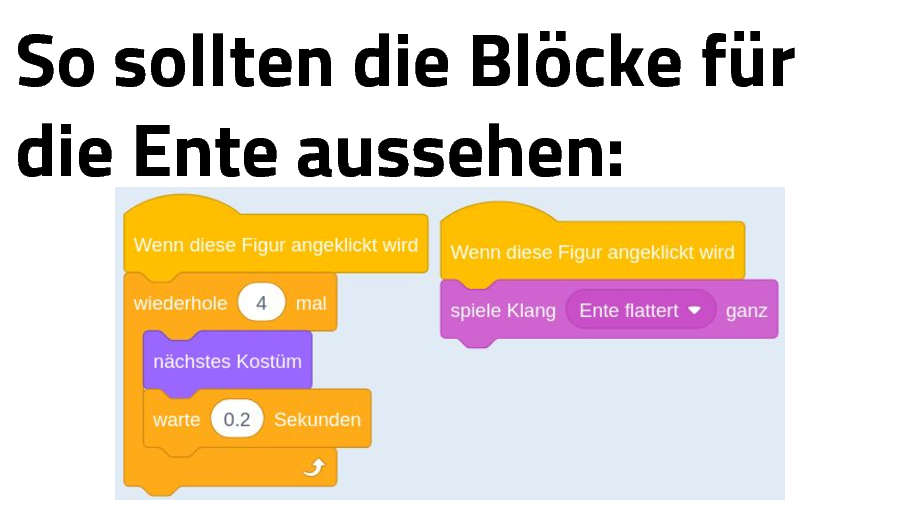 So sollten die Blöcke für
die Ente aussehen:
Wenn diese Figur angeklickt wird
wiederhole 4 mal
nächstes Kostüm
warte 0.2 Sekunden
Wenn diese Figur angeklickt wird
spiele Klang Ente flattert ganz